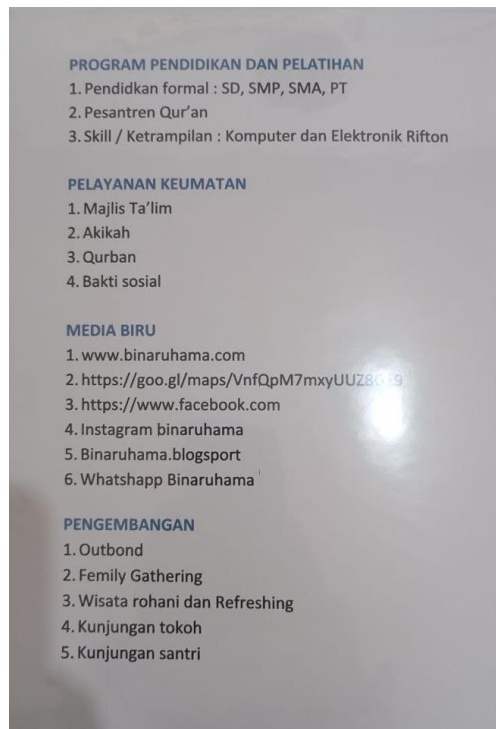 PROGRAM PENDIDIKAN DAN PELATIHAN
1. Pendidkan formal : SD, SMP, SMA, PT
2. Pesantren Qur’an
3. Skill / Ketrampilan : Komputer dan Elektronik Rifton
PELAYANAN KEUMATAN
1. Majlis Ta’lim
2. Akikah
3. Qurban
4. Bakti sosial
MEDIA BIRU
1. www.binaruhama.com
2.
3. https://www.facebook.com
4. Instagram binaruhama
5. Binaruhama.blogsport
6. Whatshapp Binaruhama
PENGEMBANGAN
1. Outbond
2. Femily Gathering
3. Wisata rohani dan Refreshing
4. Kunjungan tokoh
5. Kunjungan santri